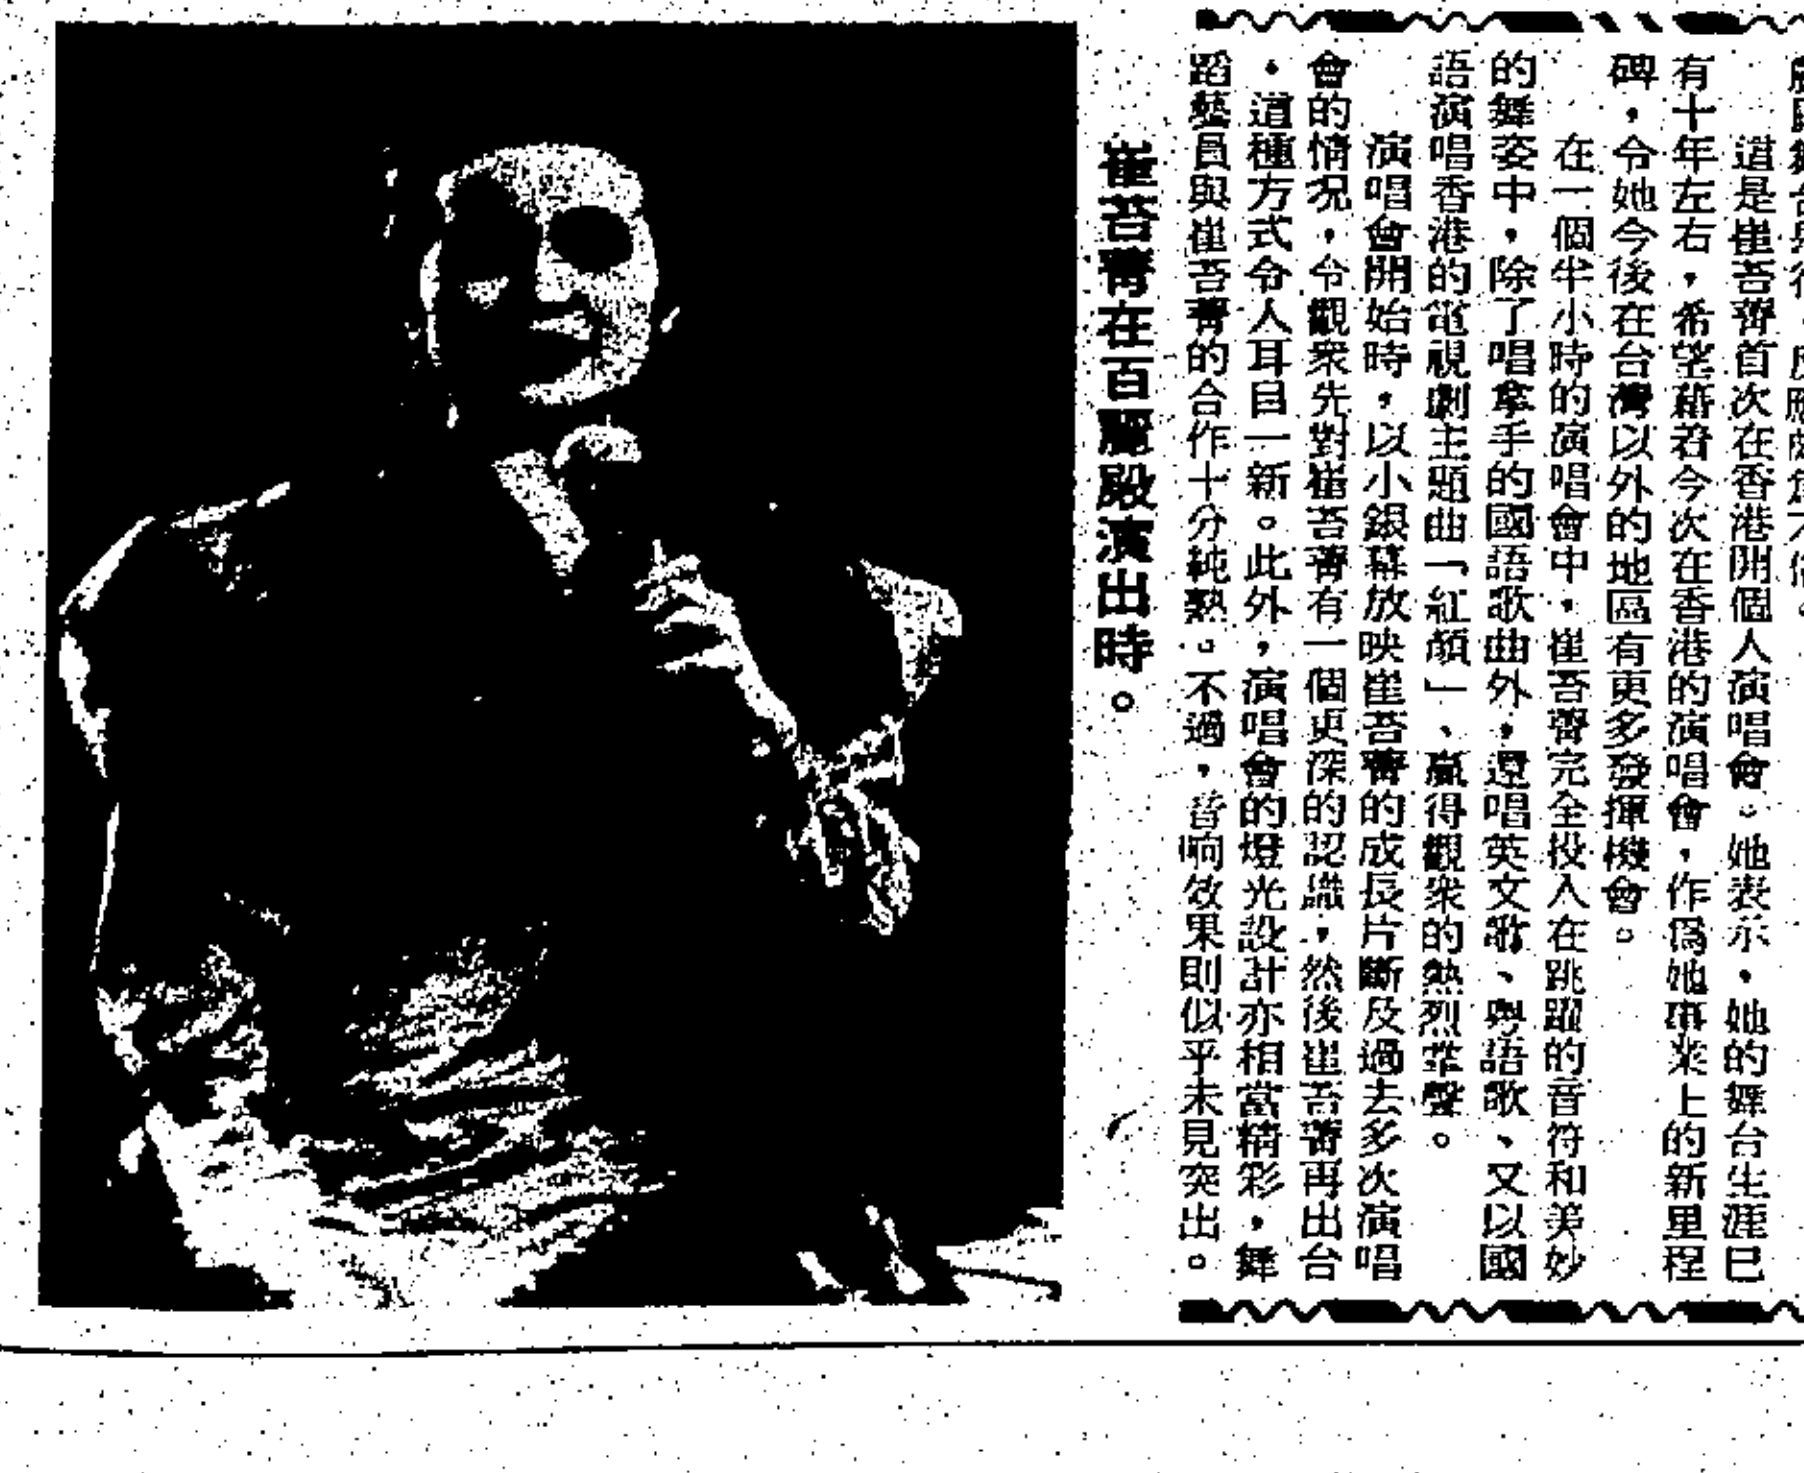 這是崔苔菁首次在香港開個人演唱會。她表示，她的舞台生涯已
有十年左右，希望藉着今次在香港的演唱會，作爲她事業上的新里程
碑，令她今後在台灣以外的地區有更多發揮機會。
在一個半小時的演唱會中，崔苔菁完全投入在跳躍的音符和美妙
的舞姿中，除了唱拿手的國語歌曲外，還唱英文歌、粵語歌、又以國
語演唱香港的電視劇主題曲「紅顏」、贏得觀衆的熱烈掌聲。
演唱會開始時，以小銀幕放映崔苔菁的成長片斷及過去多次演唱
會的情况，令觀衆先對崔苔菁有一個更深的認識，然後崔苔菁再出台
，這種方式令人耳目一新。此外，演唱會的燈光設計亦相當精彩，舞
蹈藝員與崔苔菁的合作十分純熟。不過，音响效果則似乎未見突出。
崔苔菁在百麗殿演出時。